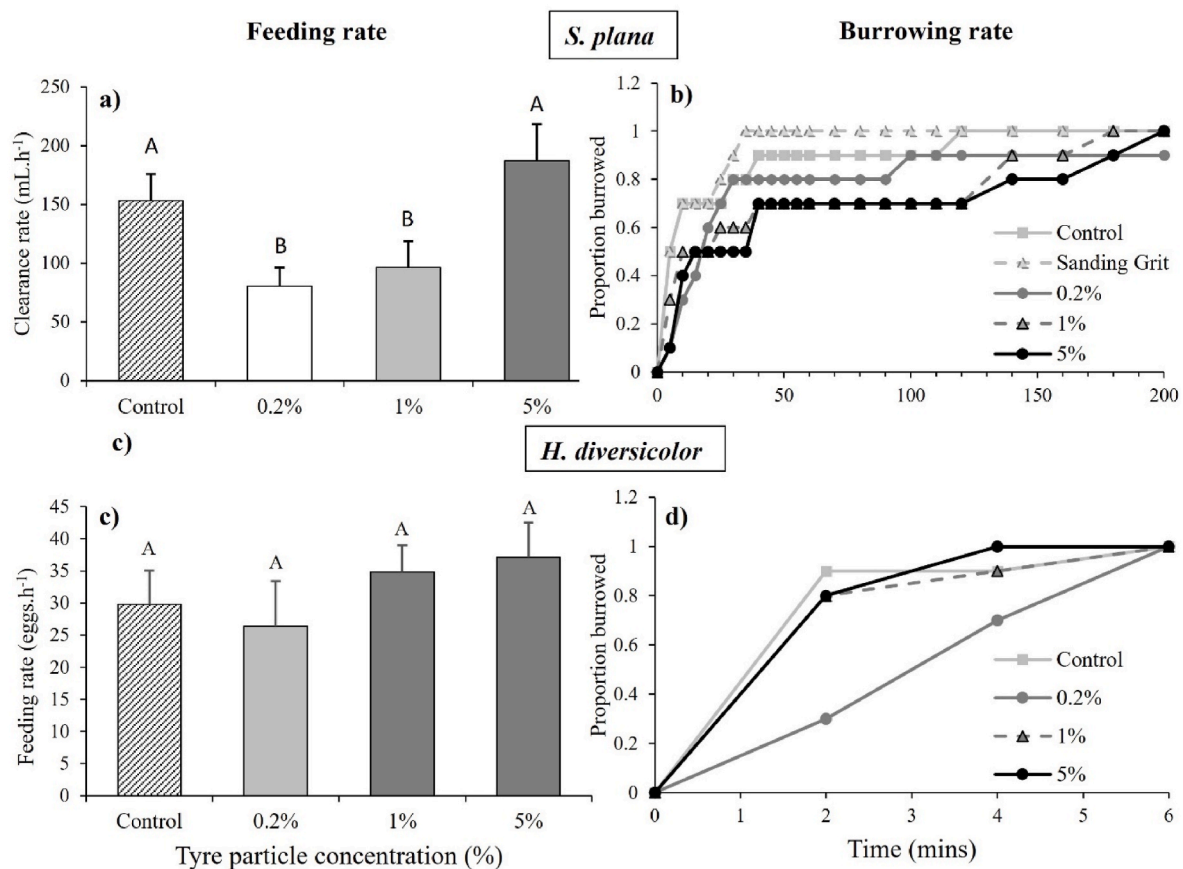 Feeding rate
S. plana
Burrowing rate
a)
Clearance rate (mL.h-1)
250
200
150
100
50
0
A
B
B
A
Control 0.2% 1% 5%
b)
Proportion burrowed
1.2
1
0.8
0.6
0.4
0.2
0
0 50 100 150 200
Control
Sanding Grit
0.2%
1%
5%
c)
H. diversicolor
c)
Feeding rate (eggs.h-1)
45
40
35
30
25
20
15
10
5
0
A
A
A
A
Control 0.2% 1% 5%
Tyre particle concentration (%)
d)
Proportion burrowed
1.2
1
0.8
0.6
0.4
0.2
0
0 1 2 3 4 5 6
Control
0.2%
1%
5%
Time (mins)